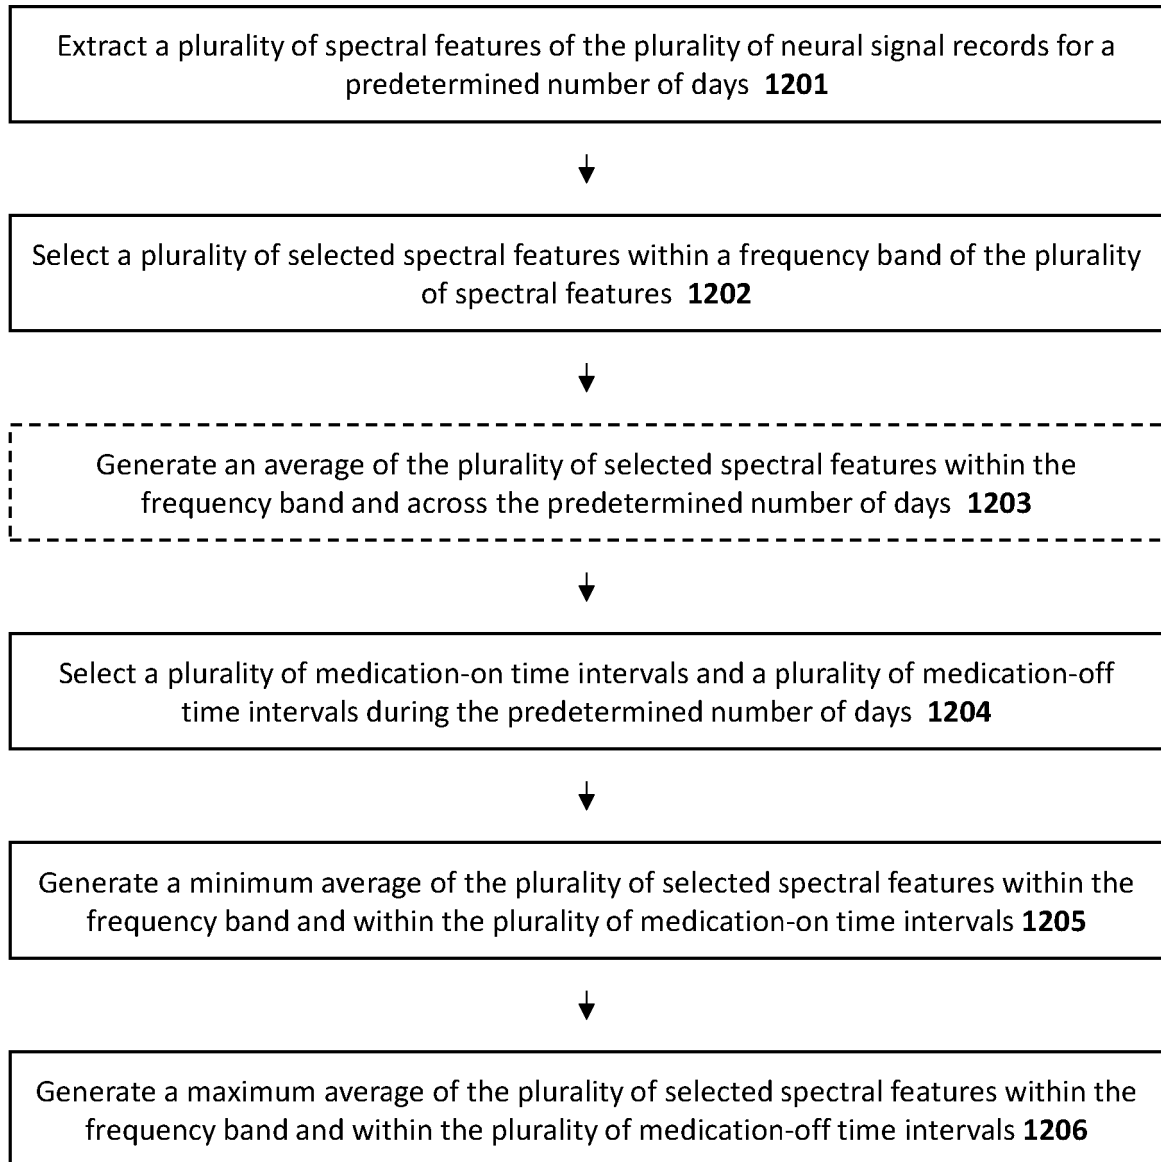 Extract a plurality of spectral features of the plurality of neural signal records for a
predetermined number of days 1201
Select a plurality of selected spectral features within a frequency band of the plurality
of spectral features 1202
Generate an average of the plurality of selected spectral features within the
frequency band and across the predetermined number of days 1203
Select a plurality of medication-on time intervals and a plurality of medication-off
time intervals during the predetermined number of days 1204
Generate a minimum average of the plurality of selected spectral features within the
frequency band and within the plurality of medication-on time intervals 1205
Generate a maximum average of the plurality of selected spectral features within the
frequency band and within the plurality of medication-off time intervals 1206